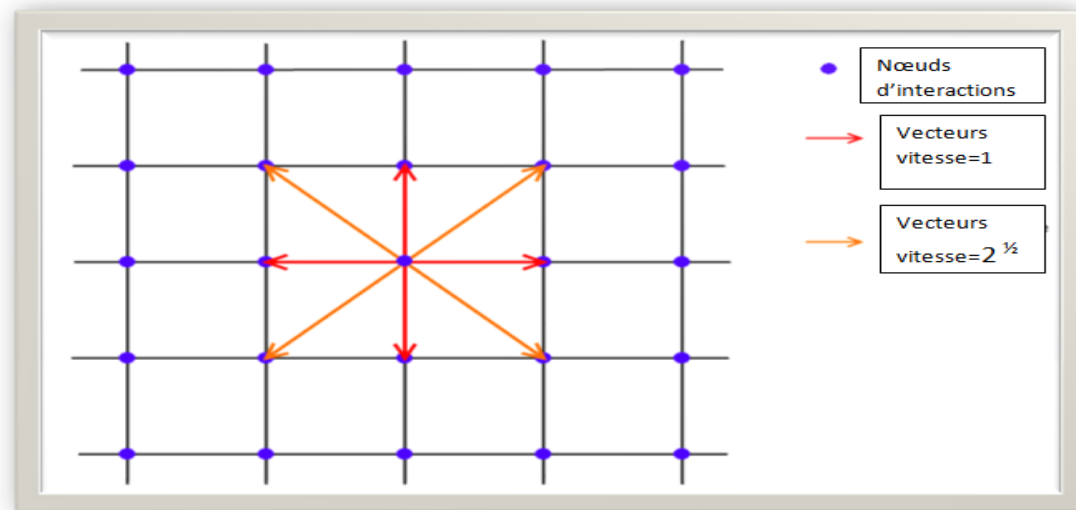 Nœuds
d'interactions
Vecteurs
vitesse=1
Vecteurs
vitesse=2 ½